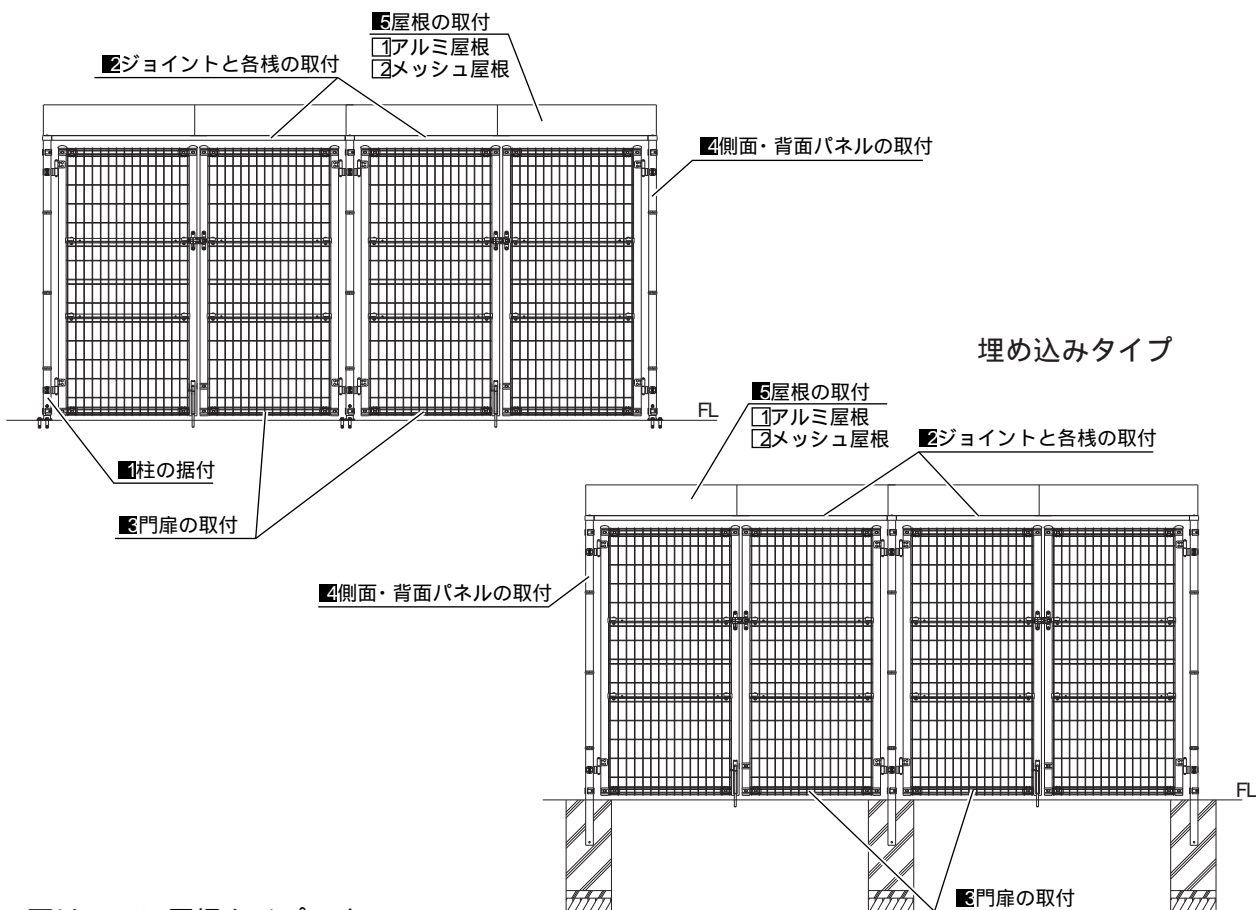 5屋根の取付
1アルミ屋根
2メッシュ屋根
2ジョイントと各桟の取付
4側面・背面パネルの取付
FL
1柱の据付
3門扉の取付
埋め込みタイプ
5屋根の取付
1アルミ屋根
2メッシュ屋根
2ジョイントと各桟の取付
4側面・背面パネルの取付
FL
3門扉の取付